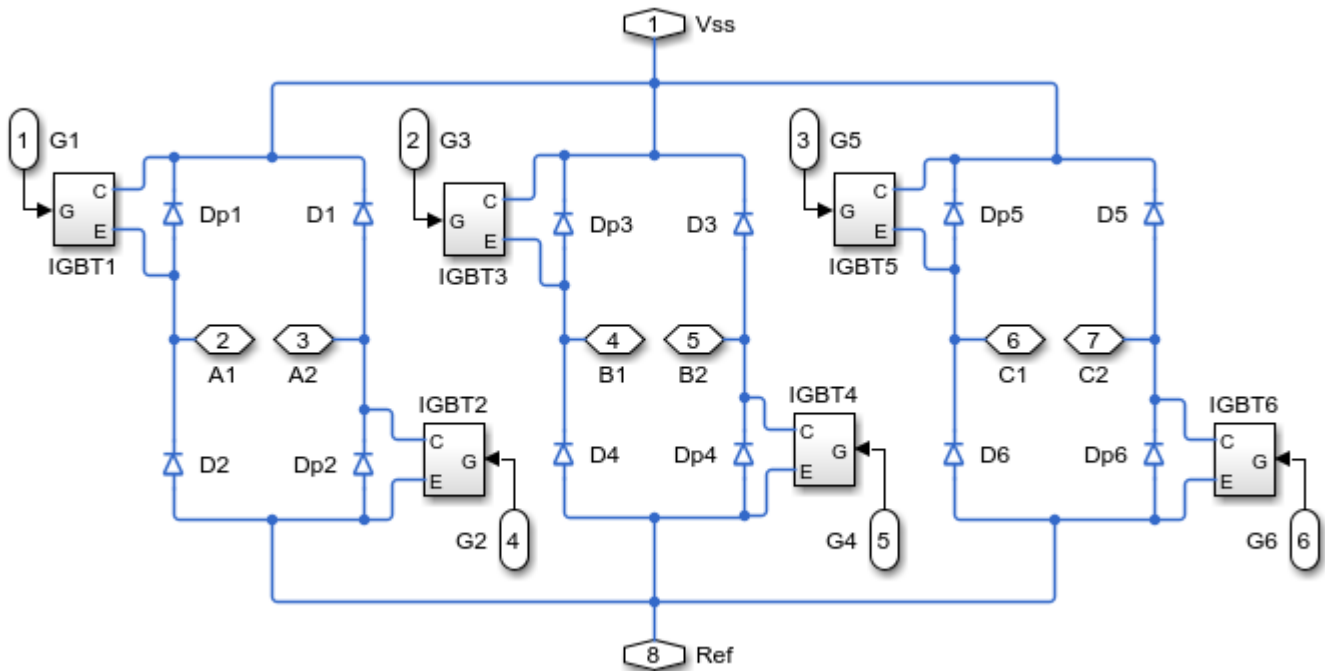 1 Vss
1 G1
2 G3
3 G5
C
G
E
IGBT1
Dp1
D1
C
G
E
IGBT3
Dp3
D3
C
G
E
IGBT5
Dp5
D5
2
A1
3
A2
4
B1
5
B2
6
C1
7
C2
IGBT2
C
G
E
IGBT4
C
G
E
IGBT6
C
G
E
D2
Dp2
D4
Dp4
D6
Dp6
G2 4
G4 5
G6 6
8 Ref